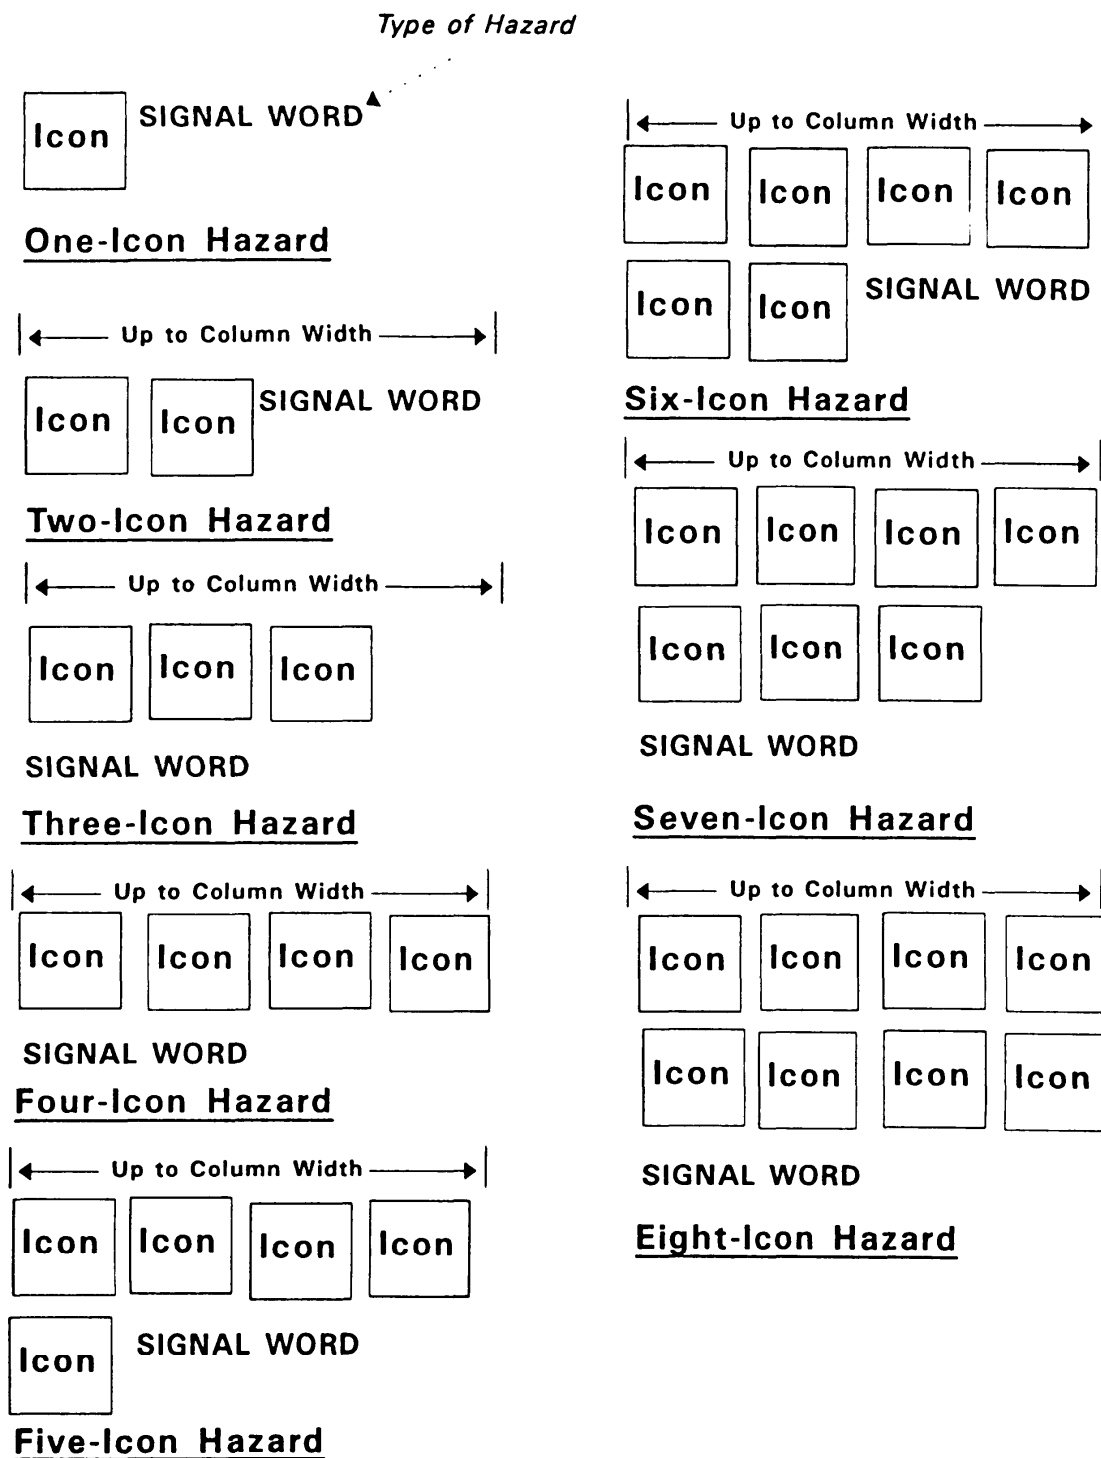 Type of Hazard
Icon SIGNAL WORD
One-Icon Hazard
Up to Column Width
Icon Icon SIGNAL WORD
Two-Icon Hazard
Up to Column Width
Icon Icon Icon
SIGNAL WORD
Three-Icon Hazard
Up to Column Width
Icon Icon Icon Icon
SIGNAL WORD
Four-Icon Hazard
Up to Column Width
Icon Icon Icon Icon
Icon SIGNAL WORD
Five-Icon Hazard
Up to Column Width
Icon Icon Icon Icon
Icon Icon SIGNAL WORD
Six-Icon Hazard
Up to Column Width
Icon Icon Icon Icon
Icon Icon Icon
SIGNAL WORD
Seven-Icon Hazard
Up to Column Width
Icon Icon Icon Icon
Icon Icon Icon Icon
SIGNAL WORD
Eight-Icon Hazard